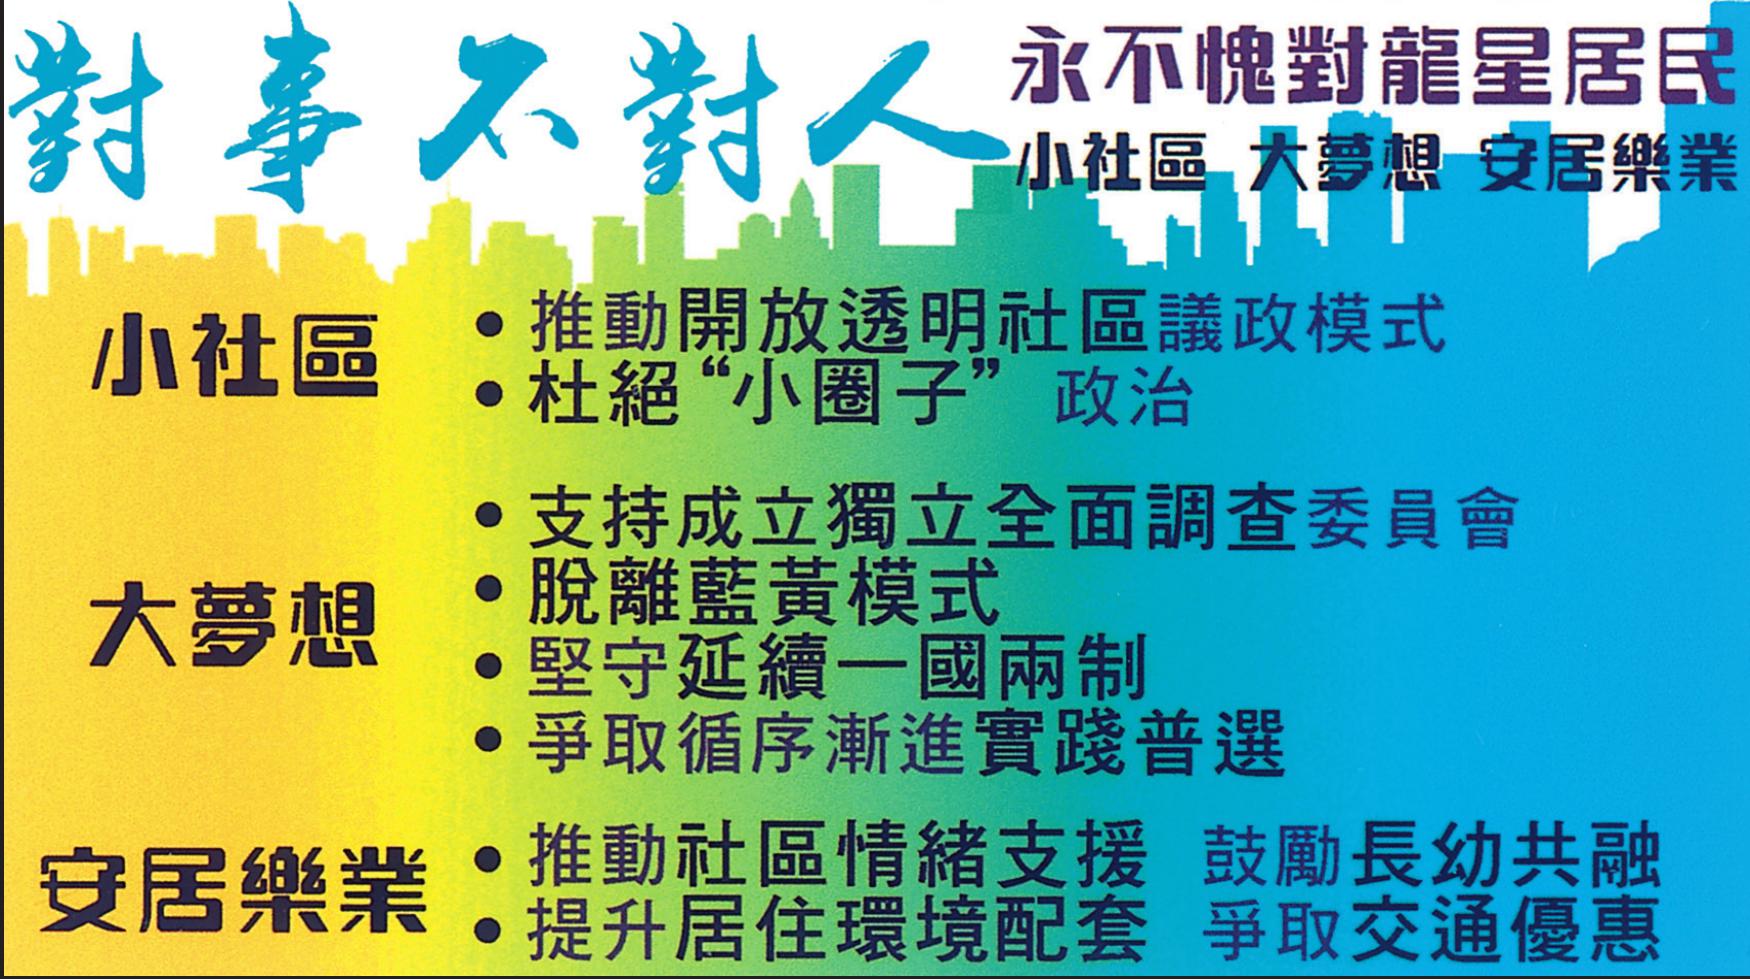 對事不對人
永不愧對龍星居民
小社區 大夢想 安居樂業
小社區
• 推動開放透明社區議政模式
• 杜絕“小圈子” 政治
大夢想
• 支持成立獨立全面調查委員會
• 脫離藍黃模式
• 堅守延續一國兩制
• 爭取循序漸進實踐普選
安居樂業
• 推動社區情緒支援 鼓勵長幼共融
• 提升居住環境配套 爭取交通優惠